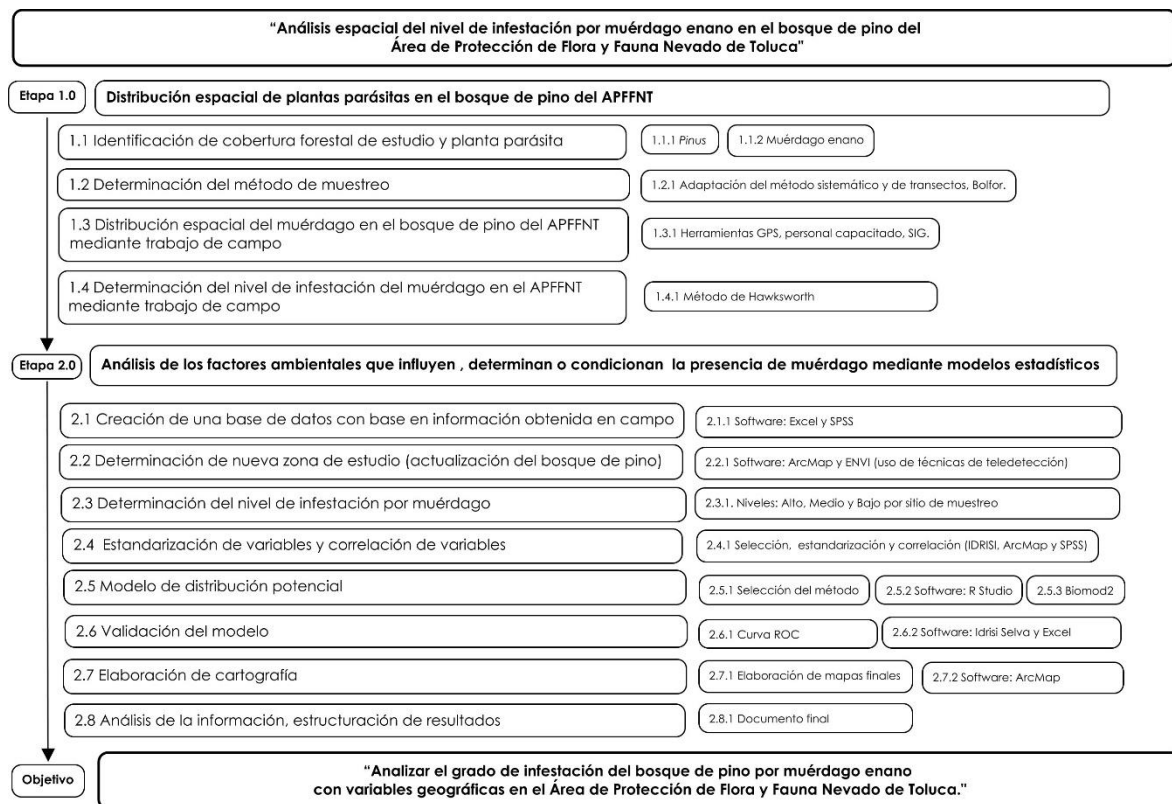 “Análisis espacial del nivel de infestación por muérdago enano en el bosque de pino del
Área de Protección de Flora y Fauna Nevado de Toluca"
Etapa 1.0
Distribución espacial de plantas parásitas en el bosque de pino del APFFNT
1.1 Identificación de cobertura forestal de estudio y planta parásita
1.1.1 Pinus
1.1.2 Muérdago enano
1.2 Determinación del método de muestreo
1.2.1 Adaptación del método sistemático y de transectos, Bolfor.
1.3 Distribución espacial del muérdago en el bosque de pino del APFFNT
mediante trabajo de campo
1.3.1 Herramientas GPS, personal capacitado, SIG.
1.4 Determinación del nivel de infestación del muérdago en el APFFNT
mediante trabajo de campo
1.4.1 Método de Hawksworth
Etapa 2.0
Análisis de los factores ambientales que influyen , determinan o condicionan la presencia de muérdago mediante modelos estadísticos
2.1 Creación de una base de datos con base en información obtenida en campo
2.1.1 Software: Excel y SPSS
2.2 Determinación de nueva zona de estudio (actualización del bosque de pino)
2.2.1 Software: ArcMap y ENVI (uso de técnicas de teledetección)
2.3 Determinación del nivel de infestación por muérdago
2.3.1. Niveles: Alto, Medio y Bajo por sitio de muestreo
2.4 Estandarización de variables y correlación de variables
2.4.1 Selección, estandarización y correlación (IDRISI, ArcMap y SPSS)
2.5 Modelo de distribución potencial
2.5.1 Selección del método
2.5.2 Software: R Studio
2.5.3 Biomod2
2.6 Validación del modelo
2.6.1 Curva ROC
2.6.2 Software: Idrisi Selva y Excel
2.7 Elaboración de cartografía
2.7.1 Elaboración de mapas finales
2.7.2 Software: ArcMap
2.8 Análisis de la información, estructuración de resultados
2.8.1 Documento final
Objetivo
“Analizar el grado de infestación del bosque de pino por muérdago enano
con variables geográficas en el Área de Protección de Flora y Fauna Nevado de Toluca."